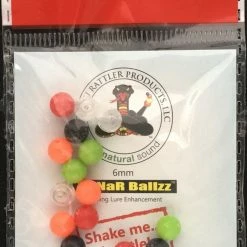 RATTLER PRODUCTS, LLC
natural sound
6mm
NaR Ballzz
Lure Enhancement
Shake me...